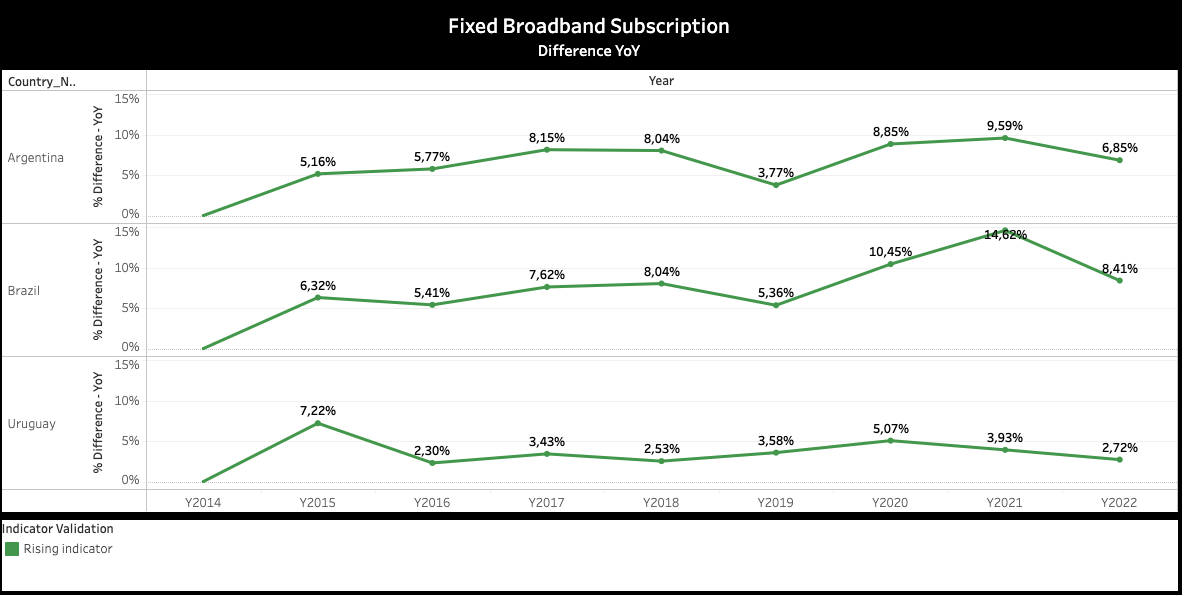 Fixed Broadband Subscription
Difference YoY
Country_N..
Year
Argentina
% Difference - YoY
15%
10%
5%
0%
5,16%
5,77%
8,15%
8,04%
3,77%
8,85%
9,59%
6,85%
Brazil
% Difference - YoY
15%
10%
5%
0%
6,32%
5,41%
7,62%
8,04%
5,36%
10,45%
14,62%
8,41%
Uruguay
% Difference - YoY
15%
10%
5%
0%
7,22%
2,30%
3,43%
2,53%
3,58%
5,07%
3,93%
2,72%
Y2014 Y2015 Y2016 Y2017 Y2018 Y2019 Y2020 Y2021 Y2022
Indicator Validation
Rising indicator